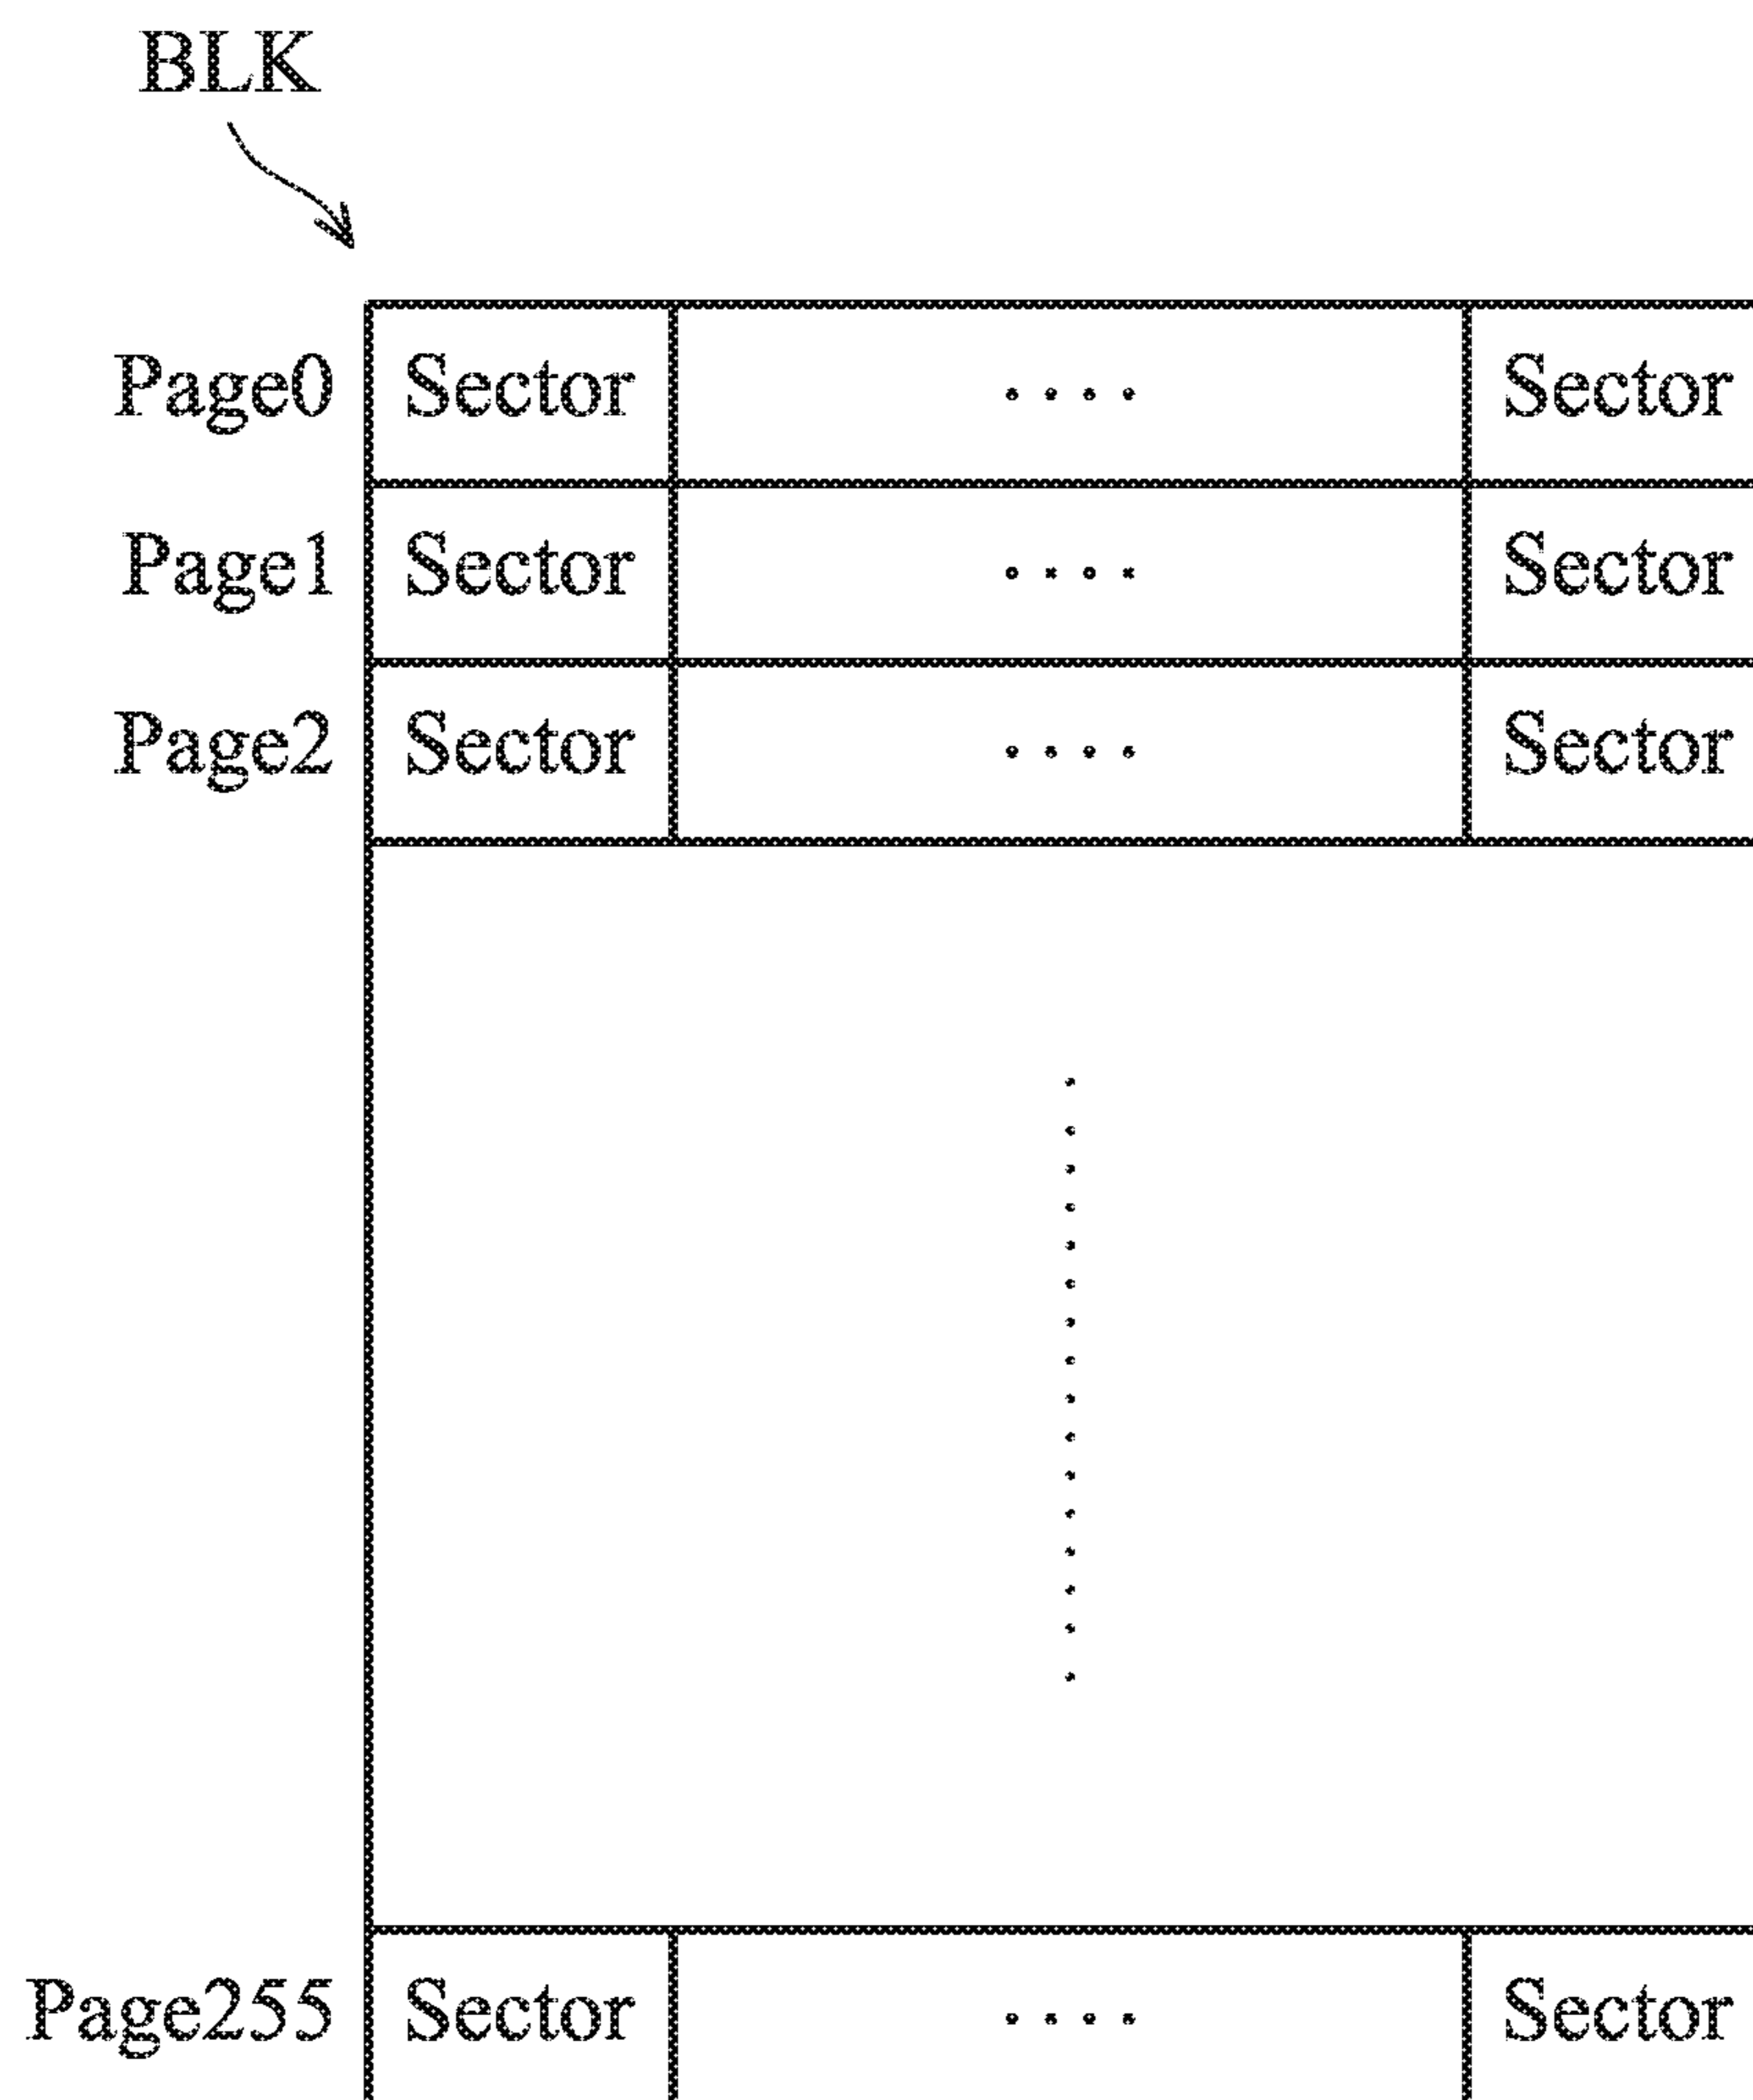 BLK
Page0 Sector .... Sector
Page1 Sector .... Sector
Page2 Sector .... Sector
Page255 Sector .... Sector